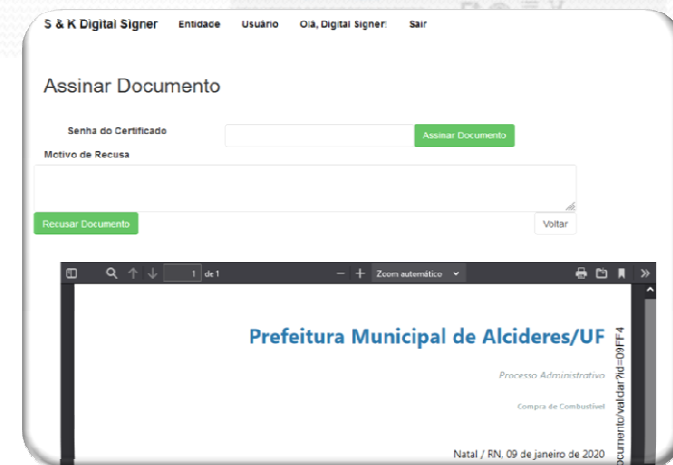 S & K Digital Signer Entidade Usuário Olá, Digital Signer! Sair
Assinar Documento
Senha do Certificado
Assinar Documento
Motivo de Recusa
Recusar Documento
Voltar
1 de 1
Zoom automático
Prefeitura Municipal de Alcideres/UF
Processo Administrativo
Compra de Combustível
Natal / RN, 09 de janeiro de 2020
ocumento/validar?id=09FF4